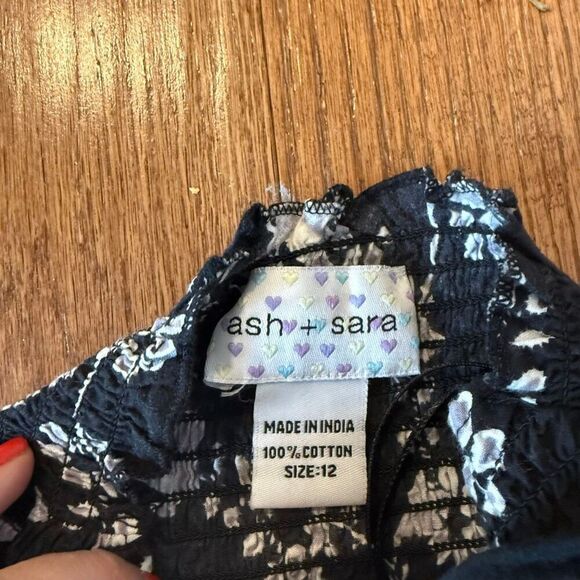 ash + sara
MADE IN INDIA
100% COTTON
SIZE:12